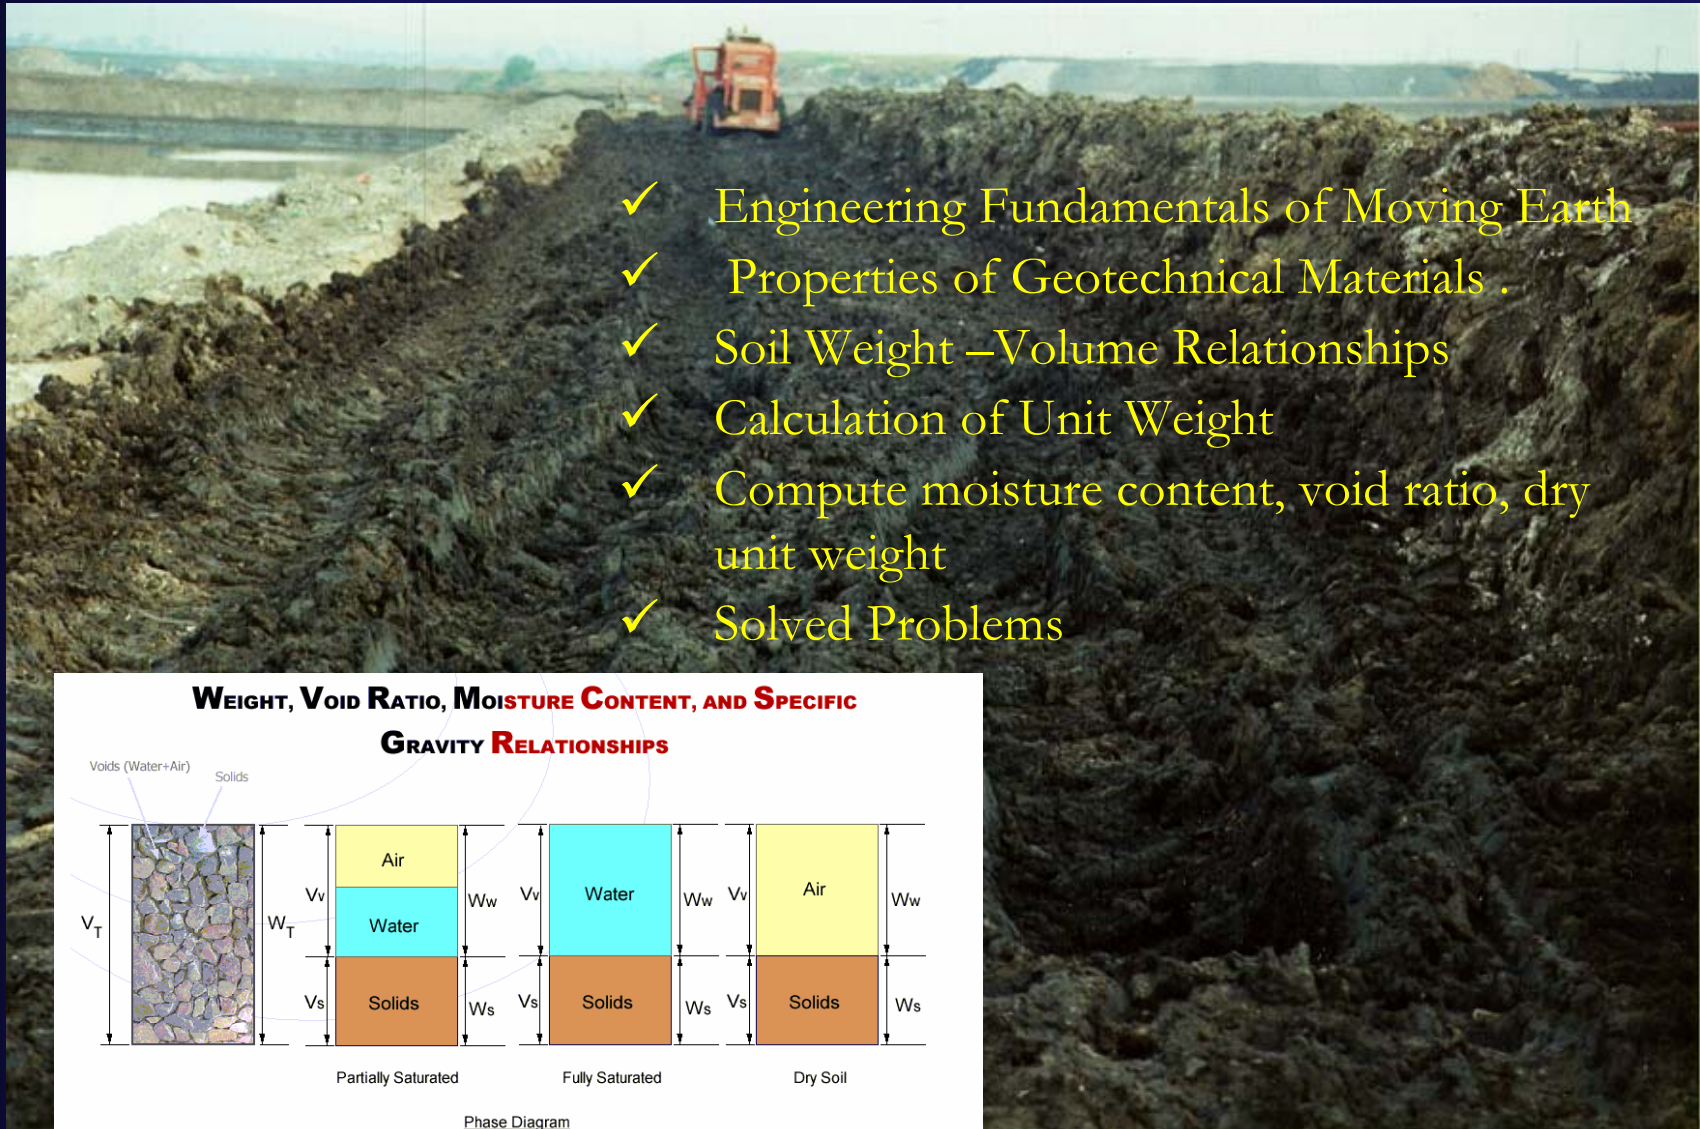 ✓ Engineering Fundamentals of Moving Earth
✓ Properties of Geotechnical Materials .
✓ Soil Weight –Volume Relationships
✓ Calculation of Unit Weight
✓ Compute moisture content, void ratio, dry
unit weight
✓ Solved Problems
WEIGHT, VOID RATIO, MOISTURE CONTENT, AND SPECIFIC
GRAVITY RELATIONSHIPS
Voids (Water+Air)
Solids
VT
WT
Vv
Air
Water
Ww
Vs
Solids
Ws
Partially Saturated
Vv
Water
Ww
Vs
Solids
Ws
Fully Saturated
Vv
Air
Ww
Vs
Solids
Ws
Dry Soil
Phase Diagram